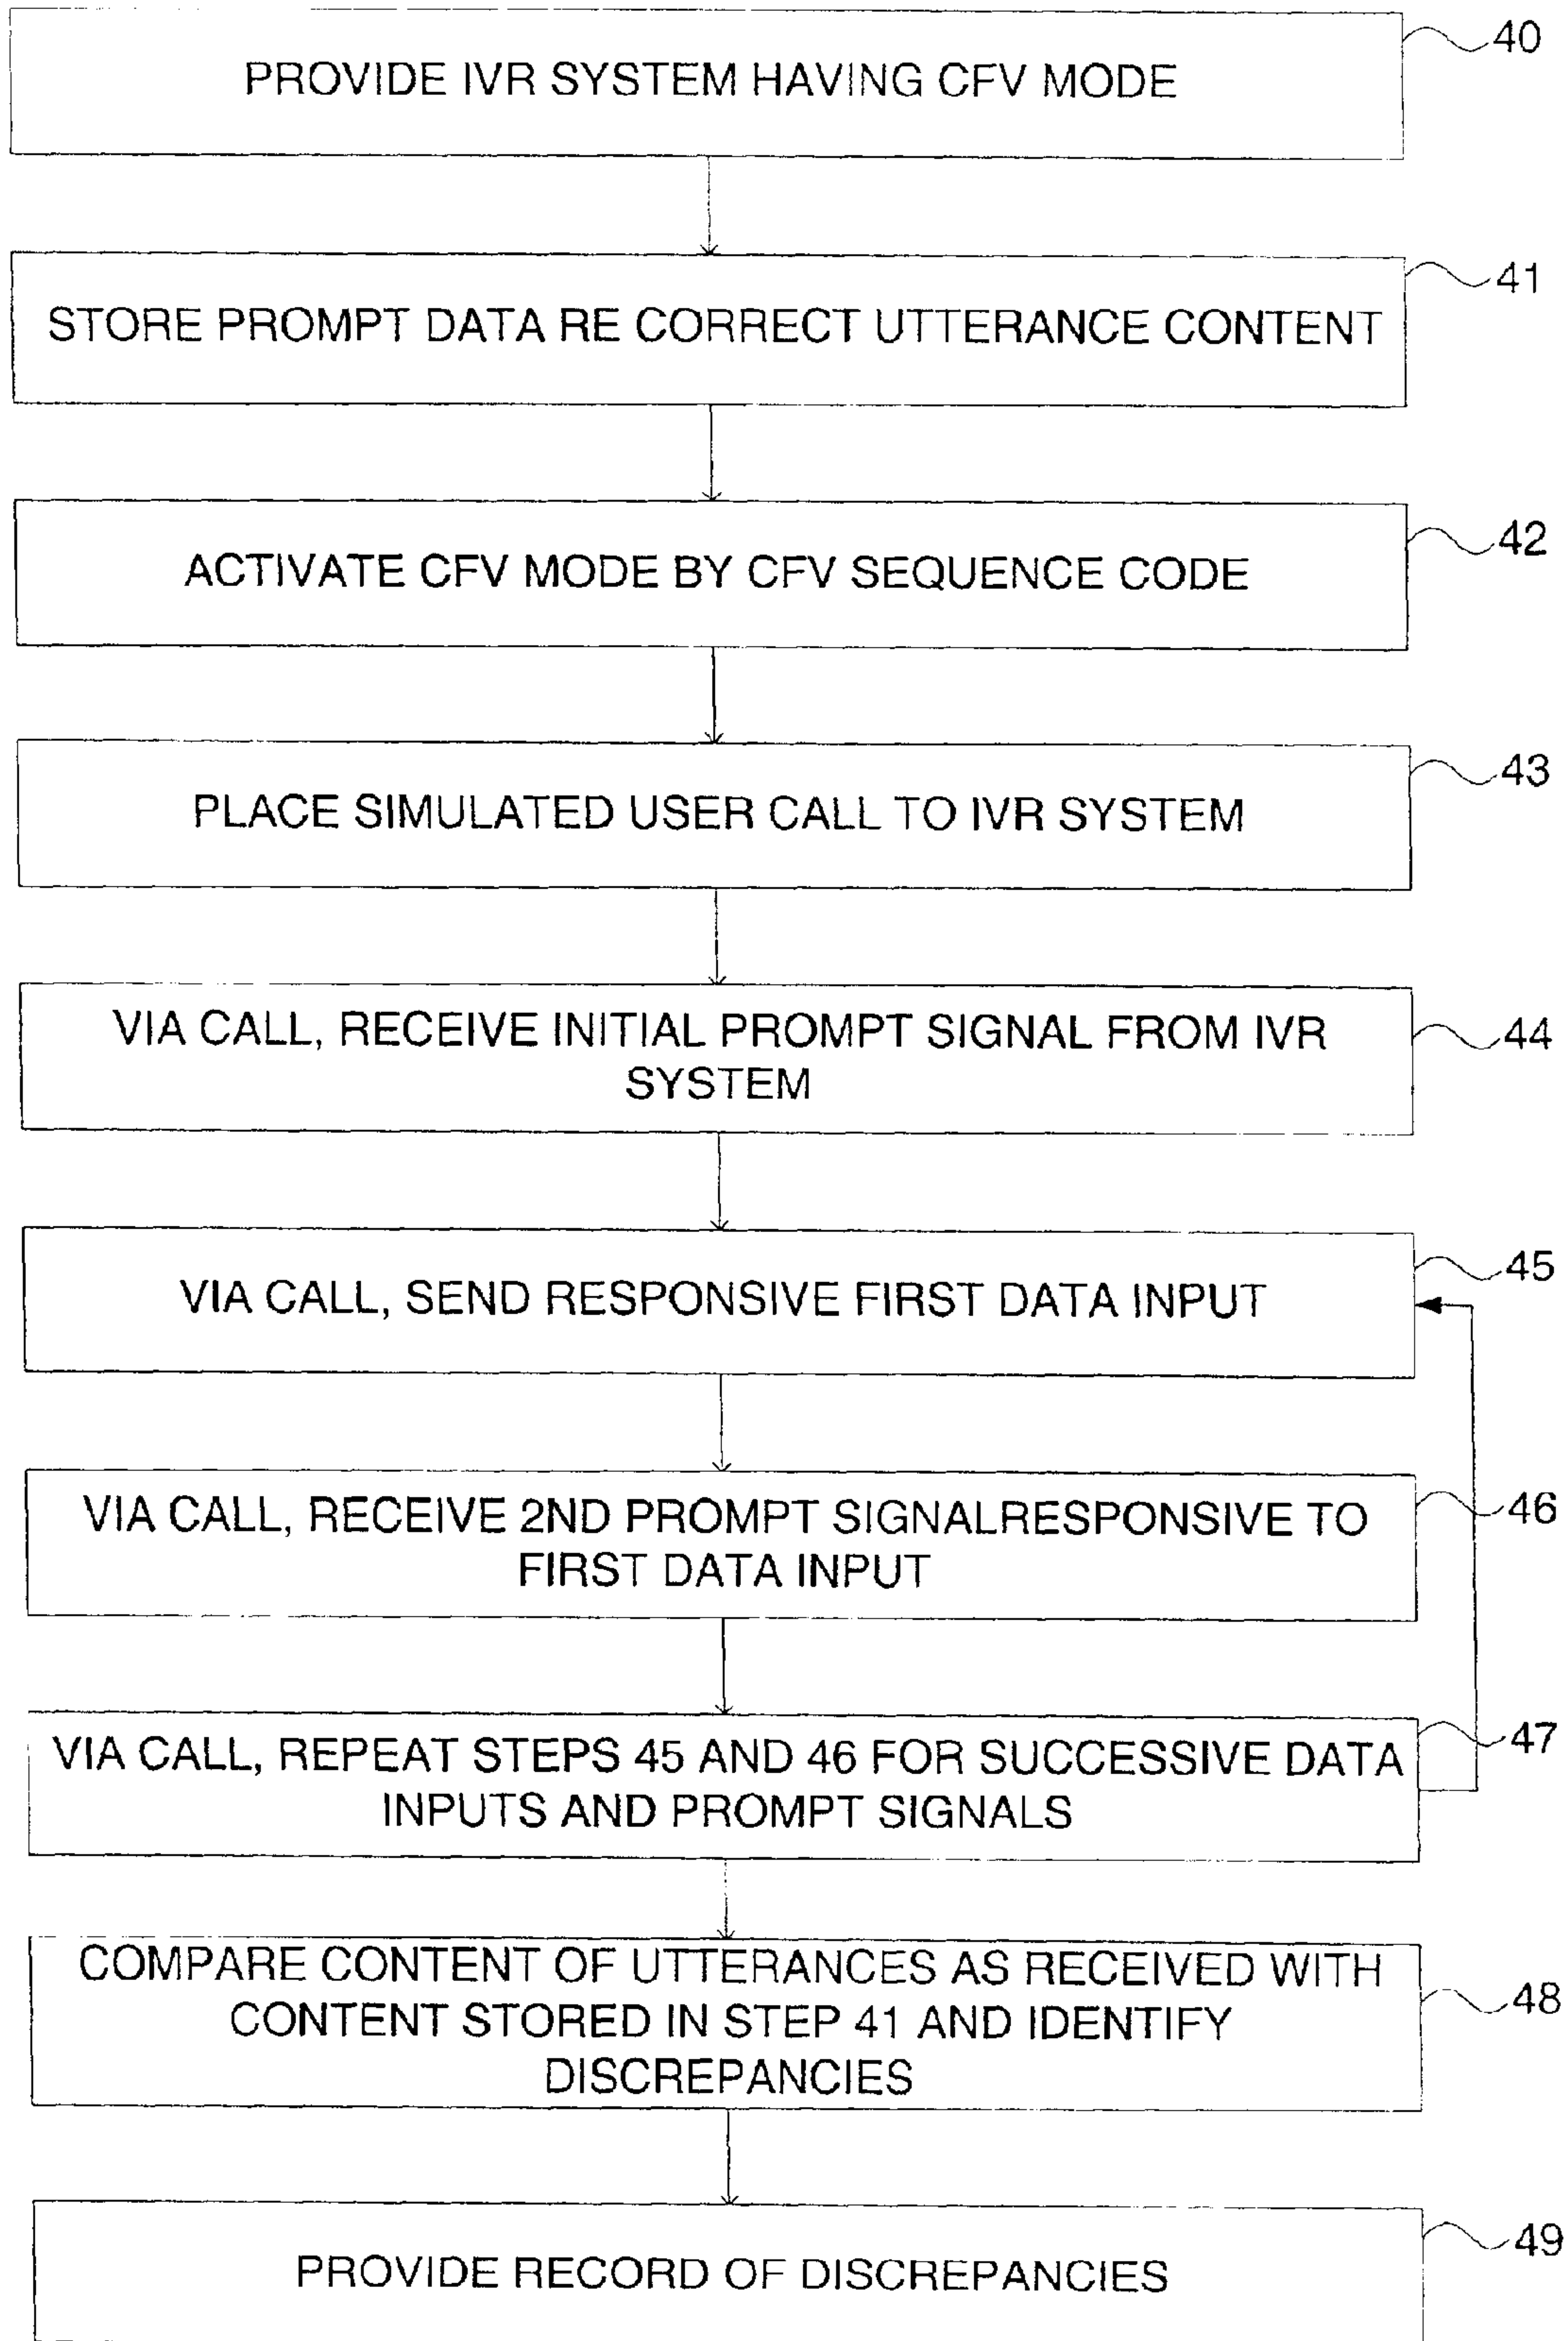 40
PROVIDE IVR SYSTEM HAVING CFV MODE
41
STORE PROMPT DATA RE CORRECT UTTERANCE CONTENT
42
ACTIVATE CFV MODE BY CFV SEQUENCE CODE
43
PLACE SIMULATED USER CALL TO IVR SYSTEM
VIA CALL, RECEIVE INITIAL PROMPT SIGNAL FROM IVR
SYSTEM
44
45
VIA CALL, SEND RESPONSIVE FIRST DATA INPUT
VIA CALL, RECEIVE 2ND PROMPT SIGNALRESPONSIVE TO
FIRST DATA INPUT
46
47
VIA CALL, REPEAT STEPS 45 AND 46 FOR SUCCESSIVE DATA
INPUTS AND PROMPT SIGNALS
COMPARE CONTENT OF UTTERANCES AS RECEIVED WITH
CONTENT STORED IN STEP 41 AND IDENTIFY
DISCREPANCIES
48
49
PROVIDE RECORD OF DISCREPANCIES